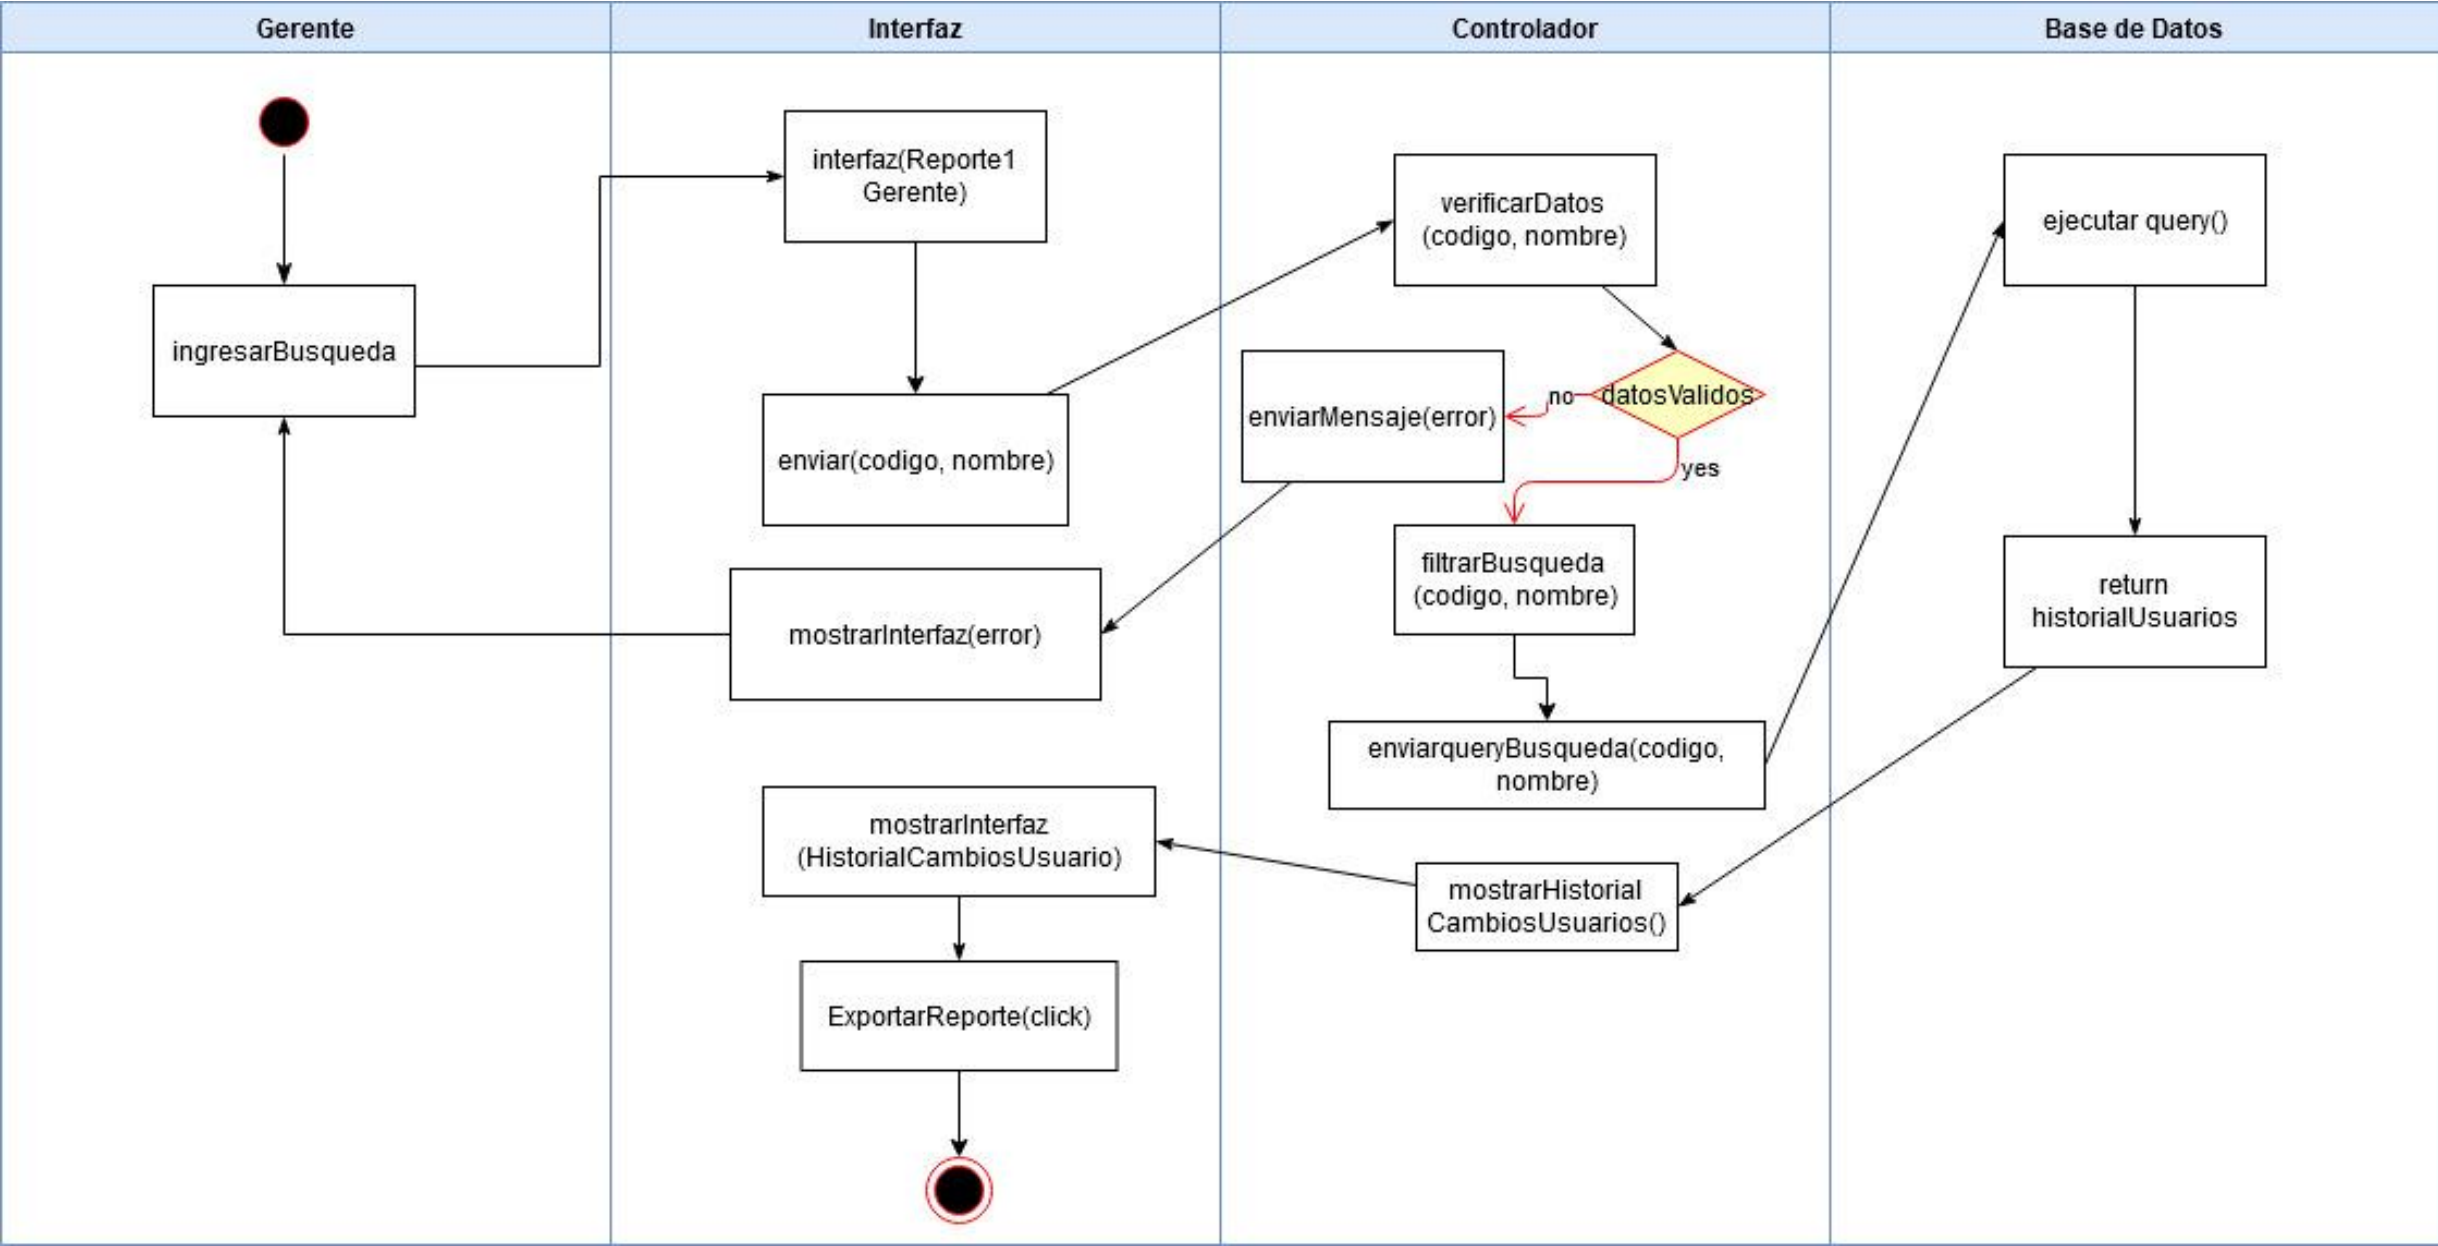 Gerente
Interfaz
Controlador
Base de Datos
ingresarBusqueda
interfaz(Reporte1
Gerente)
enviar(codigo, nombre)
mostrarInterfaz(error)
mostrarInterfaz
(HistorialCambiosUsuario)
ExportarReporte(click)
verificarDatos
(codigo, nombre)
datosValidos
no
enviarMensaje(error)
yes
filtrarBusqueda
(codigo, nombre)
enviarqueryBusqueda(codigo,
nombre)
mostrarHistorial
CambiosUsuarios()
ejecutar query()
return
historialUsuarios